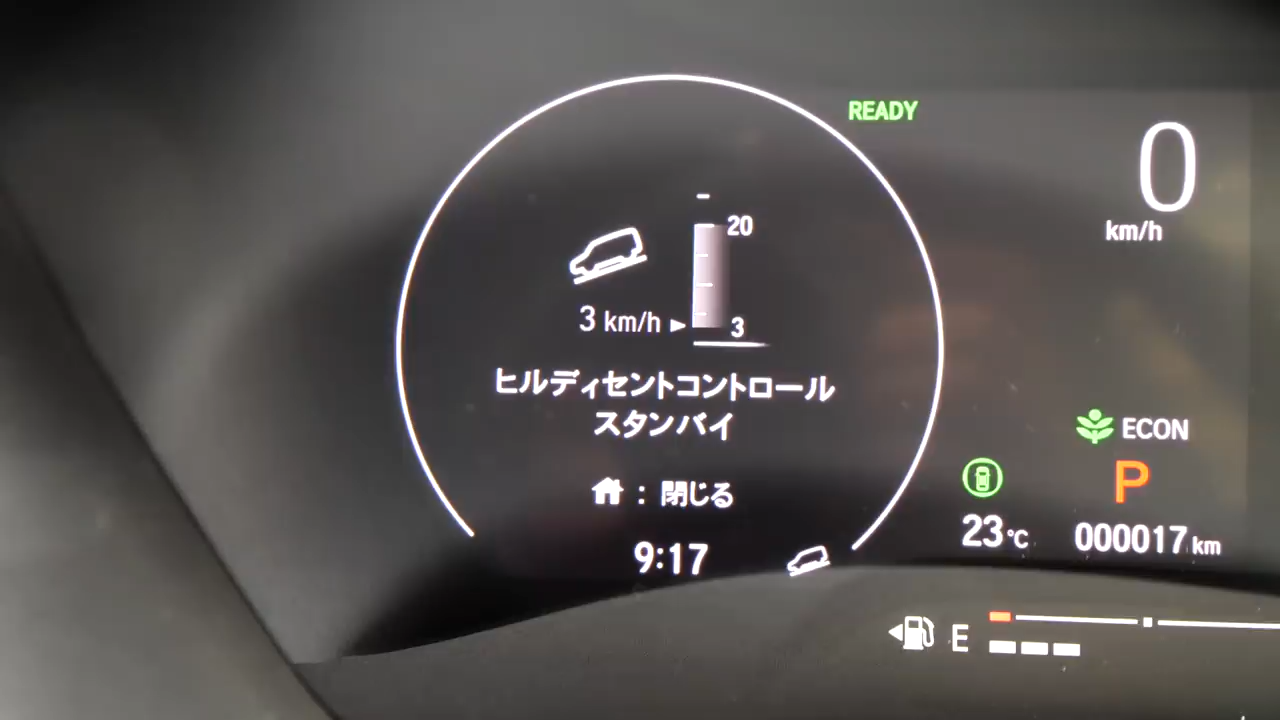 READY
0
km/h
20
3 km/h
3
ヒルディセントコントロール
スタンバイ
: 閉じる
ECON
P
23℃
000017 km
9:17
E